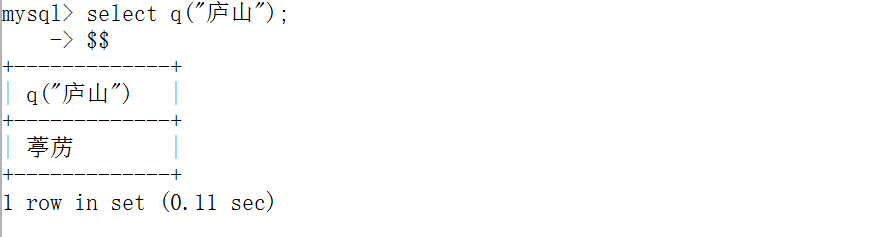 mysql> select q("庐山");
    -> $$
+-------------+
| q("庐山")   |
+-------------+
| 葶苈        |
+-------------+
1 row in set (0.11 sec)